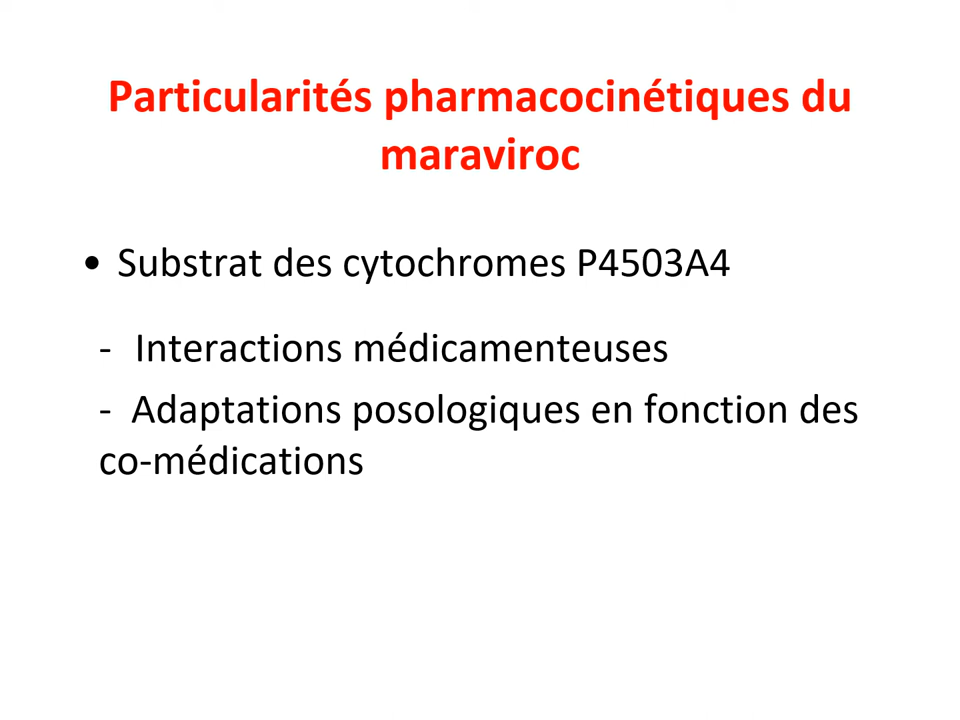 Particularités pharmacocinétiques du
maraviroc
• Substrat des cytochromes P4503A4
- Interactions médicamenteuses
- Adaptations posologiques en fonction des
co-médications